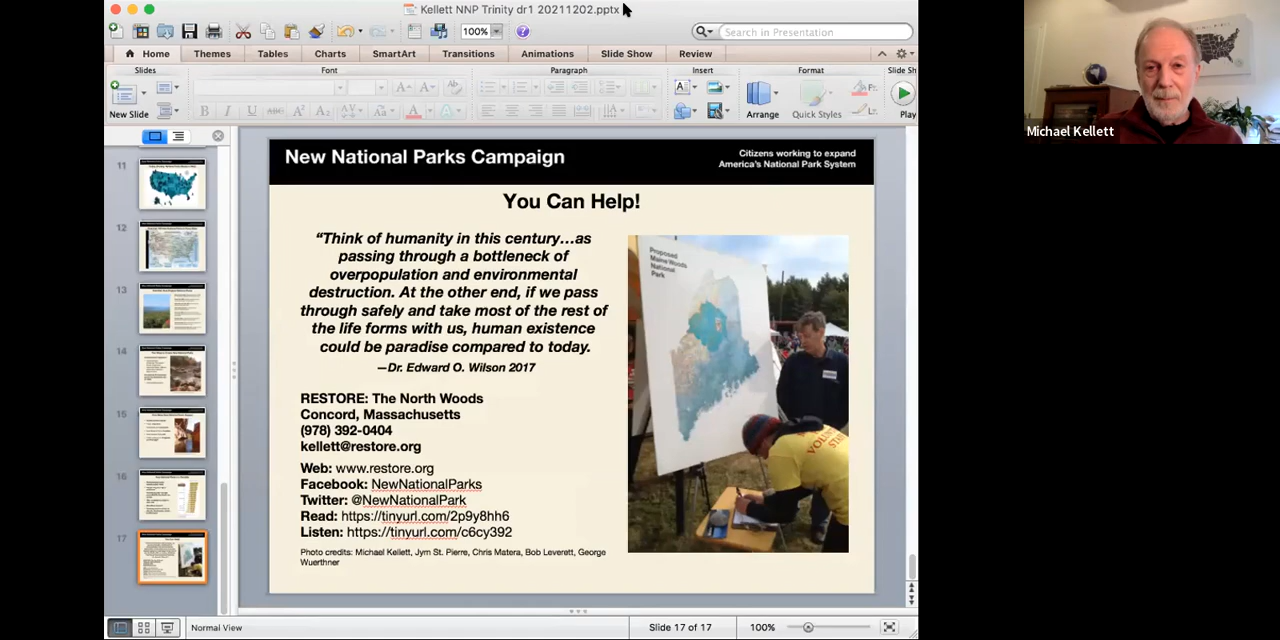 Kellett NNP Trinity dr1 20211202.pptx
100%
Search in Presentation
Home
Themes
Tables
Charts
SmartArt
Transitions
Animations
Slide Show
Review
Slides
Font
Paragraph
Insert
Format
Slide Sh
New Slide
Arrange
Quick Styles
Play
11
12
13
14
15
16
17
New National Parks Campaign
Citizens working to expand
America's National Park System
You Can Help!
“Think of humanity in this century…as
passing through a bottleneck of
overpopulation and environmental
destruction. At the other end, if we pass
through safely and take most of the rest of
the life forms with us, human existence
could be paradise compared to today.
—Dr. Edward O. Wilson 2017
RESTORE: The North Woods
Concord, Massachusetts
(978) 392-0404
kellett@restore.org
Web: www.restore.org
Facebook: NewNationalParks
Twitter: @NewNationalPark
Read: https://tinyurl.com/2p9y8hh6
Listen: https://tinyurl.com/c6cy392
Photo credits: Michael Kellett, Jym St. Pierre, Chris Matera, Bob Leverett, George
Wuerthner
Proposed
Maine Woods
National
Park
VOLUNT
Normal View
Slide 17 of 17
100%
Michael Kellett